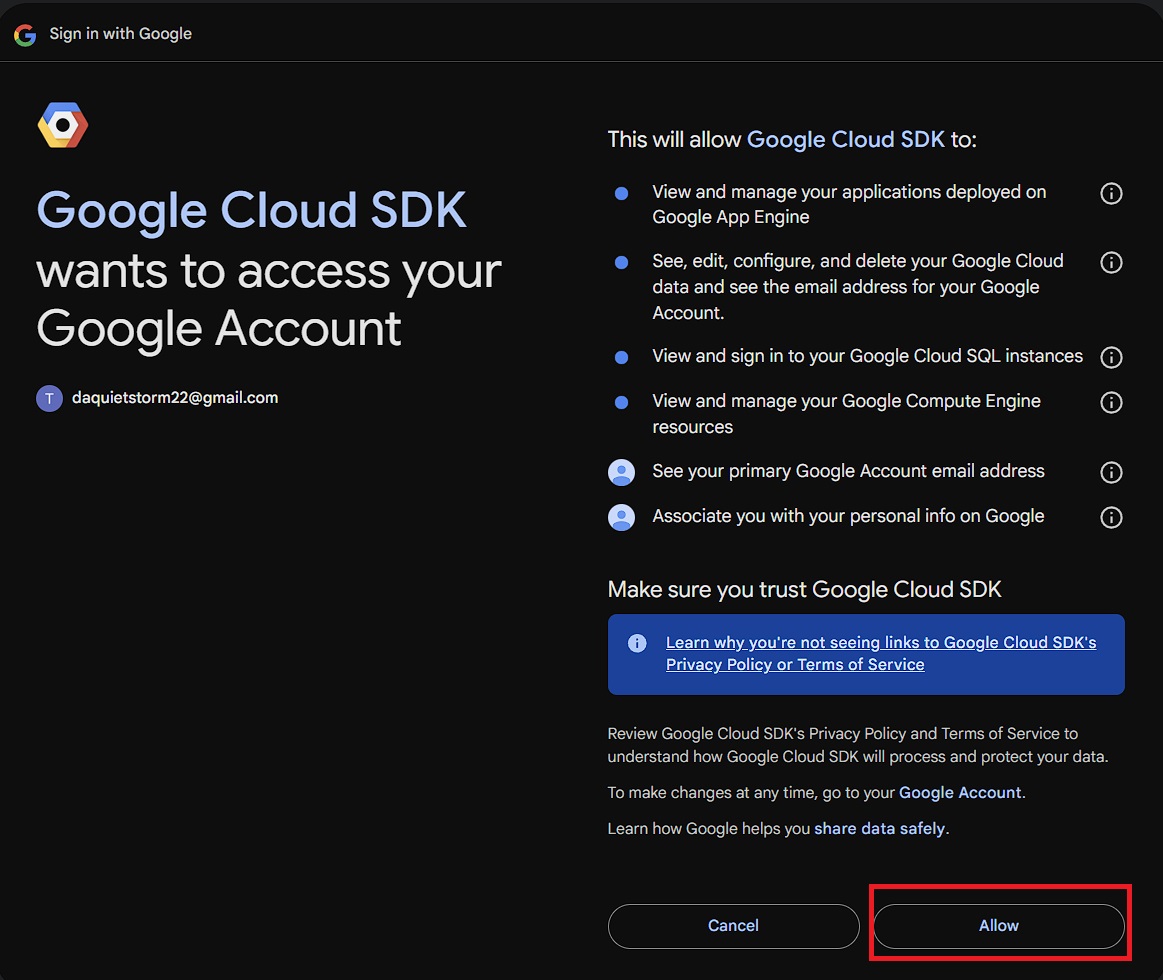 Sign in with Google
Google Cloud SDK
wants to access your
Google Account
T daquietstorm22@gmail.com
This will allow Google Cloud SDK to:
View and manage your applications deployed on
Google App Engine
See, edit, configure, and delete your Google Cloud
data and see the email address for your Google
Account.
View and sign in to your Google Cloud SQL instances
View and manage your Google Compute Engine
resources
See your primary Google Account email address
Associate you with your personal info on Google
Make sure you trust Google Cloud SDK
Learn why you're not seeing links to Google Cloud SDK's
Privacy Policy or Terms of Service
Review Google Cloud SDK's Privacy Policy and Terms of Service to
understand how Google Cloud SDK will process and protect your data.
To make changes at any time, go to your Google Account.
Learn how Google helps you share data safely.
Cancel
Allow